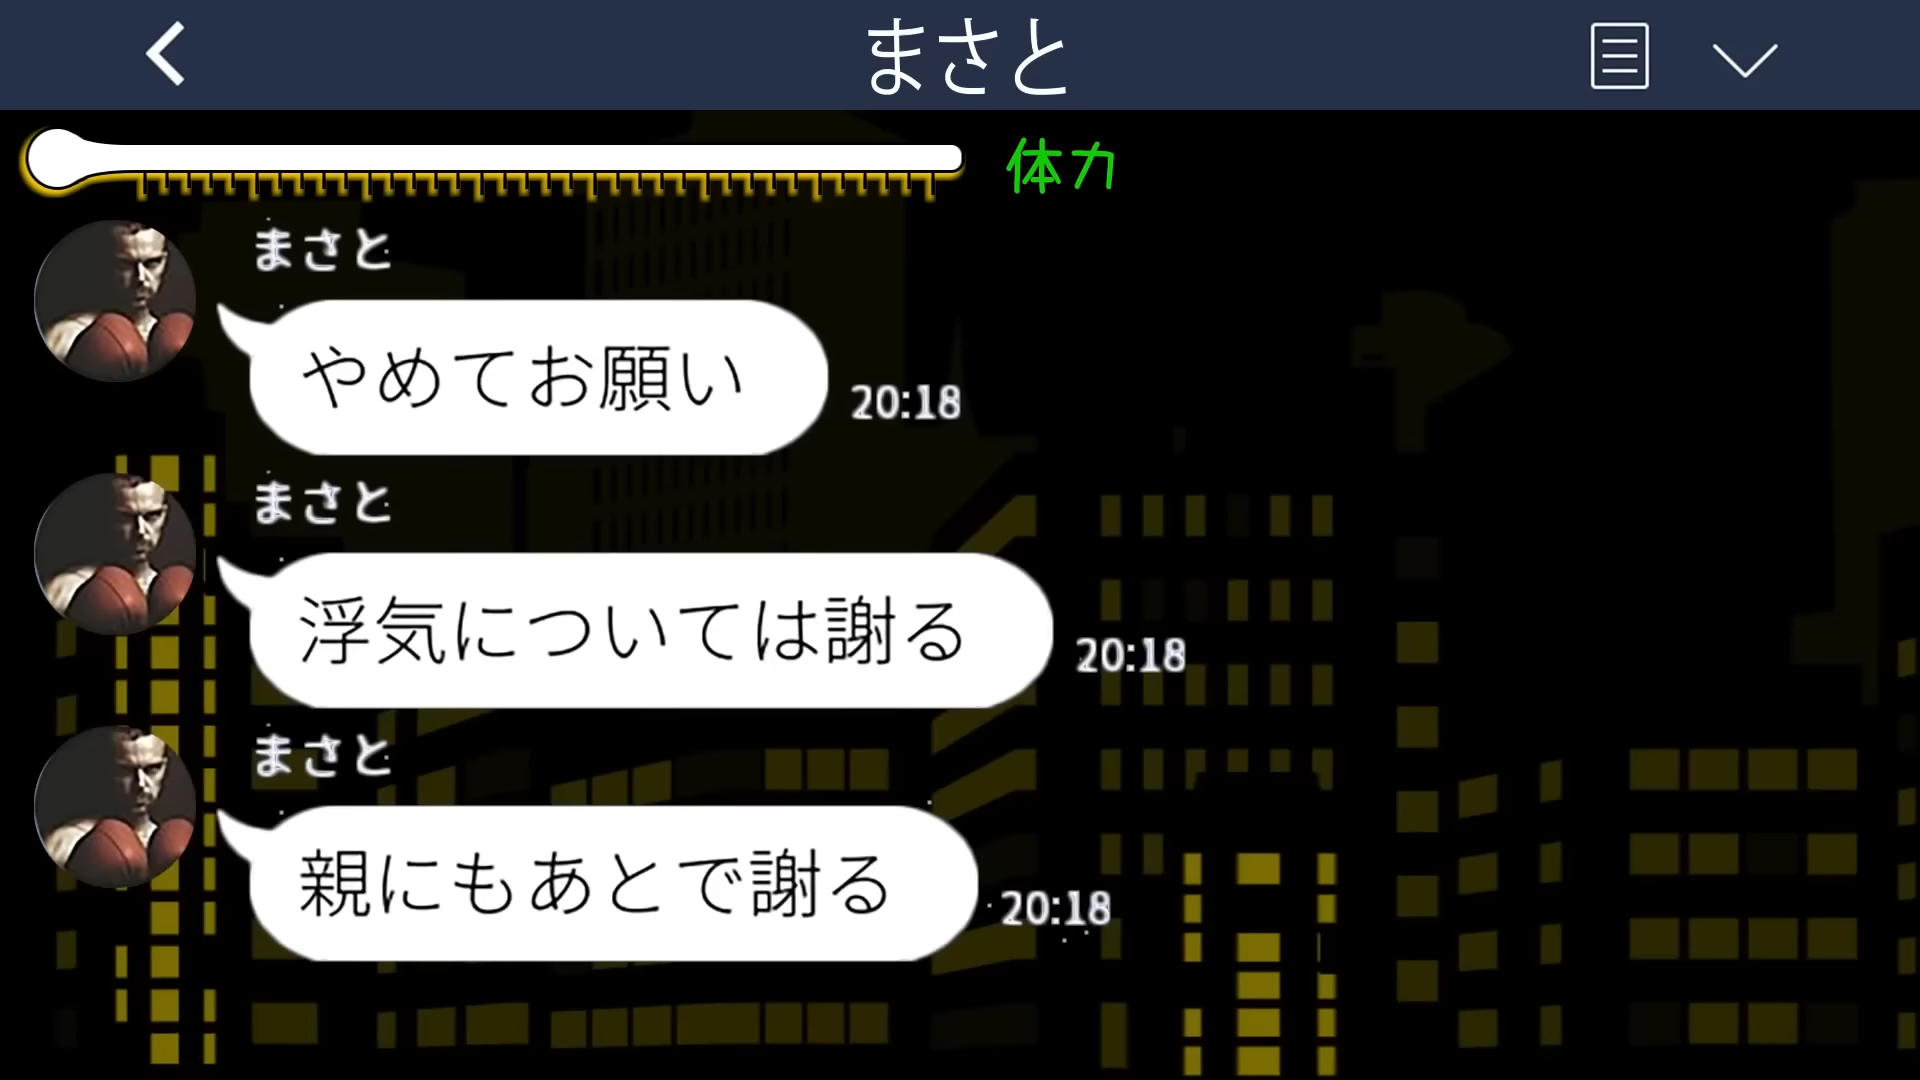 まさと
体力
まさと
やめてお願い
20:18
まさと
浮気については謝る
20:18
まさと
親にもあとで謝る
20:18